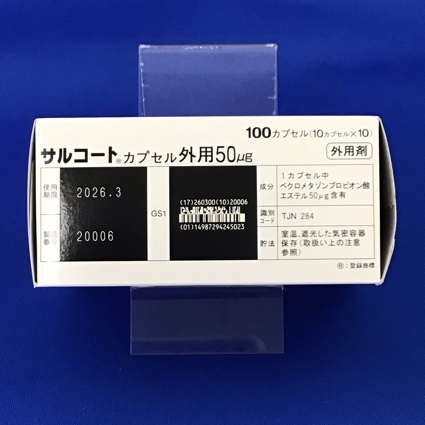 100カプセル(10カプセル×10)
サルコート®カプセル外用50μg
外用剤
使用
期限
2026.3
製造
番号
20006
GS1
(17)260300(10)20006
(01)14987294245023
成分
1カプセル中
ベクロメタゾンプロピオン酸
エステル50μg含有
識別
コード
TJN 284
貯法
室温、遮光した気密容器
保存(取扱い上の注意
参照)
®:登録商標